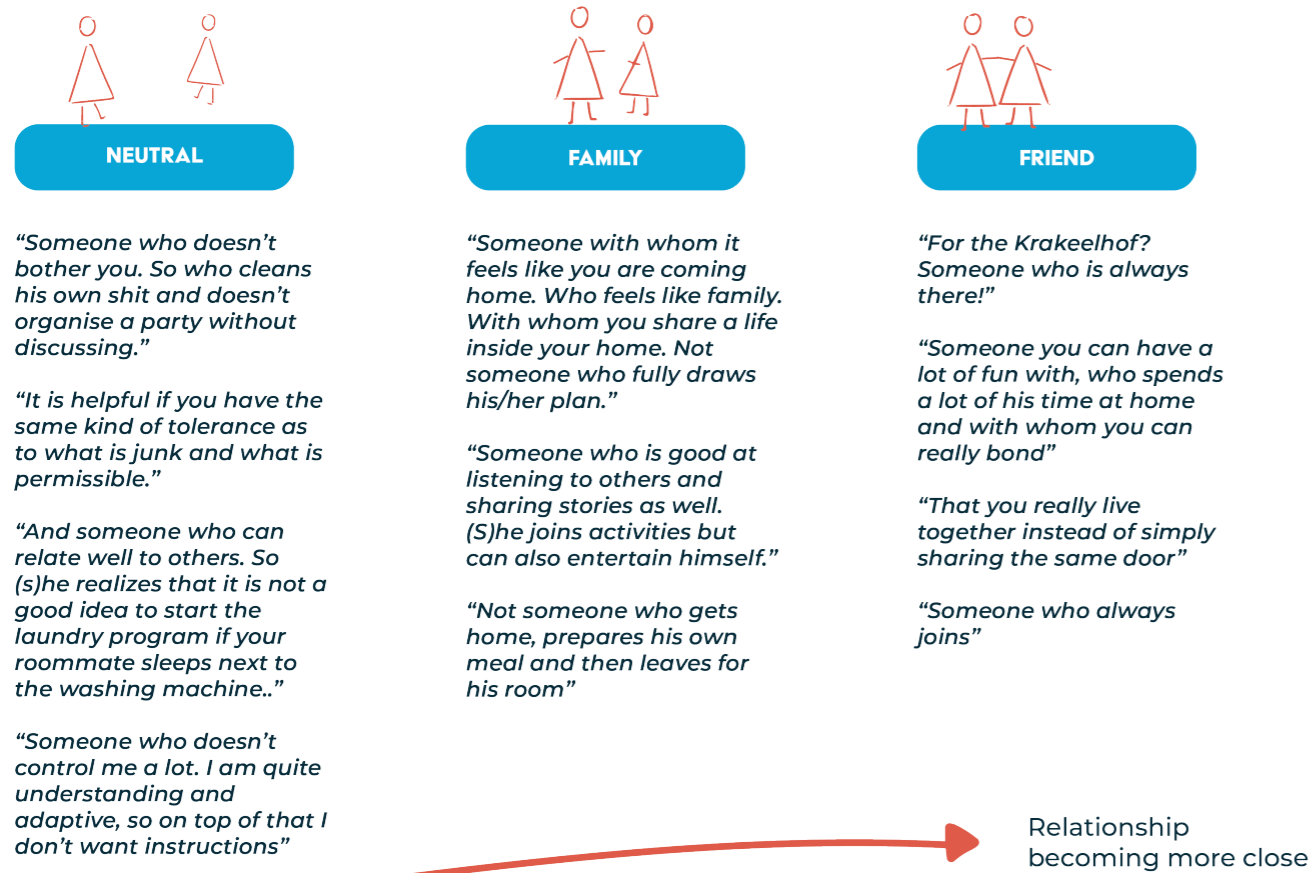 NEUTRAL
“Someone who doesn’t
bother you. So who cleans
his own shit and doesn’t
organise a party without
discussing.”
“It is helpful if you have the
same kind of tolerance as
to what is junk and what is
permissible.”
“And someone who can
relate well to others. So
(s)he realizes that it is not a
good idea to start the
laundry program if your
roommate sleeps next to
the washing machine..”
“Someone who doesn’t
control me a lot. I am quite
understanding and
adaptive, so on top of that I
don’t want instructions”
FAMILY
“Someone with whom it
feels like you are coming
home. Who feels like family.
With whom you share a life
inside your home. Not
someone who fully draws
his/her plan.”
“Someone who is good at
listening to others and
sharing stories as well.
(S)he joins activities but
can also entertain himself.”
“Not someone who gets
home, prepares his own
meal and then leaves for
his room”
FRIEND
“For the Krakeelhof?
Someone who is always
there!”
“Someone you can have a
lot of fun with, who spends
a lot of his time at home
and with whom you can
really bond”
“That you really live
together instead of simply
sharing the same door”
“Someone who always
joins”
Relationship
becoming more close